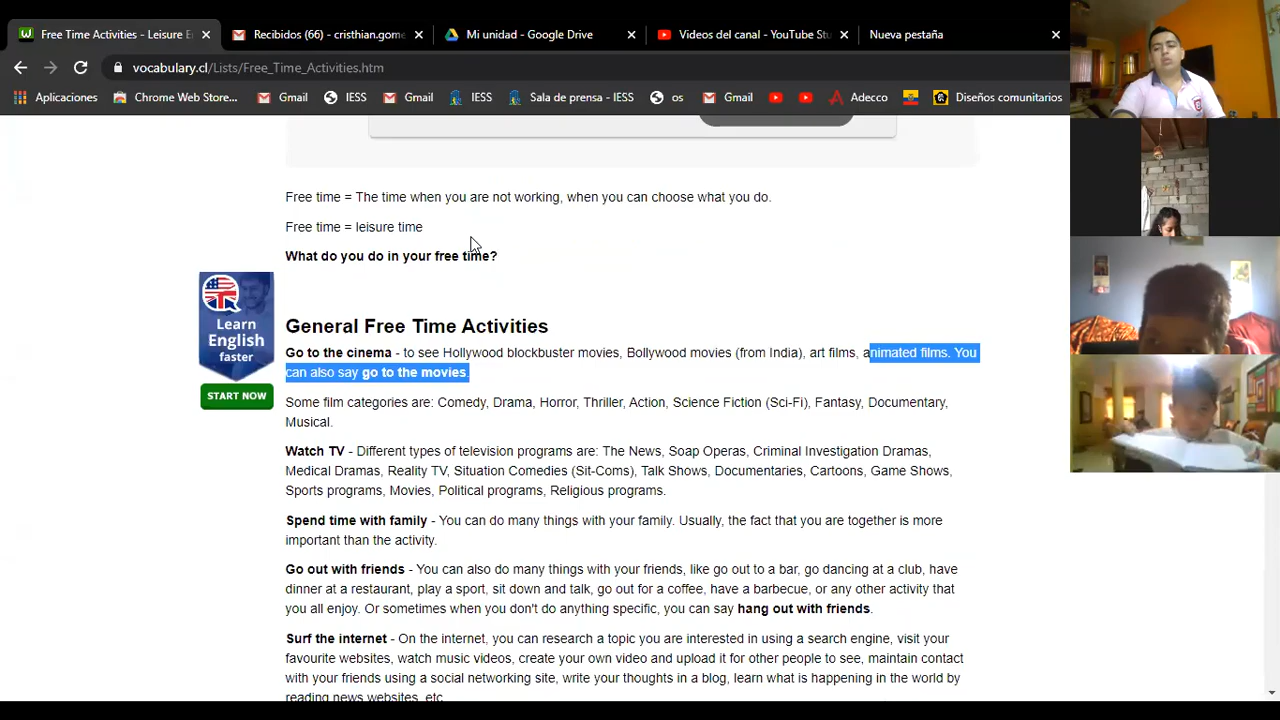 Free Time Activities - Leisure E
Recibidos (66) - cristhian.gome
Mi unidad - Google Drive
Videos del canal - YouTube Stu
Nueva pestaña
vocabulary.cl/Lists/Free_Time_Activities.htm
Aplicaciones
Chrome Web Store...
Gmail
IESS
Gmail
IESS
Sala de prensa - IESS
os
Gmail
Adecco
Diseños comunitarios
Free time = The time when you are not working, when you can choose what you do.
Free time = leisure time
What do you do in your free time?
Learn
English
faster
START NOW
General Free Time Activities
Go to the cinema - to see Hollywood blockbuster movies, Bollywood movies (from India), art films, animated films. You
can also say go to the movies.
Some film categories are: Comedy, Drama, Horror, Thriller, Action, Science Fiction (Sci-Fi), Fantasy, Documentary,
Musical.
Watch TV - Different types of television programs are: The News, Soap Operas, Criminal Investigation Dramas,
Medical Dramas, Reality TV, Situation Comedies (Sit-Coms), Talk Shows, Documentaries, Cartoons, Game Shows,
Sports programs, Movies, Political programs, Religious programs.
Spend time with family - You can do many things with your family. Usually, the fact that you are together is more
important than the activity.
Go out with friends - You can also do many things with your friends, like go out to a bar, go dancing at a club, have
dinner at a restaurant, play a sport, sit down and talk, go out for a coffee, have a barbecue, or any other activity that
you all enjoy. Or sometimes when you don't do anything specific, you can say hang out with friends.
Surf the internet - On the internet, you can research a topic you are interested in using a search engine, visit your
favourite websites, watch music videos, create your own video and upload it for other people to see, maintain contact
with your friends using a social networking site, write your thoughts in a blog, learn what is happening in the world by
reading news websites, etc.